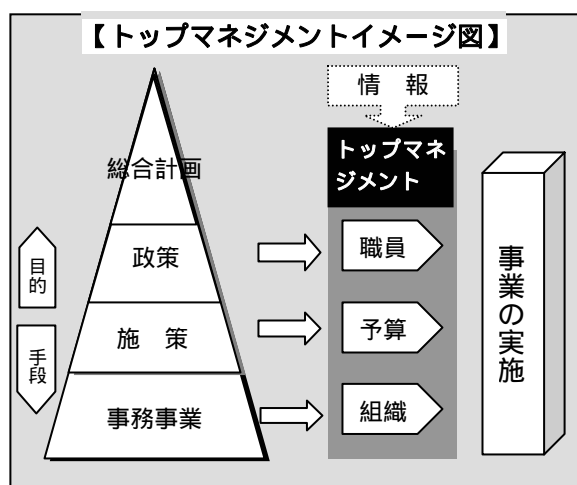 【トップマネジメントイメージ図】
情　報
トップマネ
ジメント
総合計画
政策
施　策
事務事業
目的
手段
職員
予算
組織
事業の実施